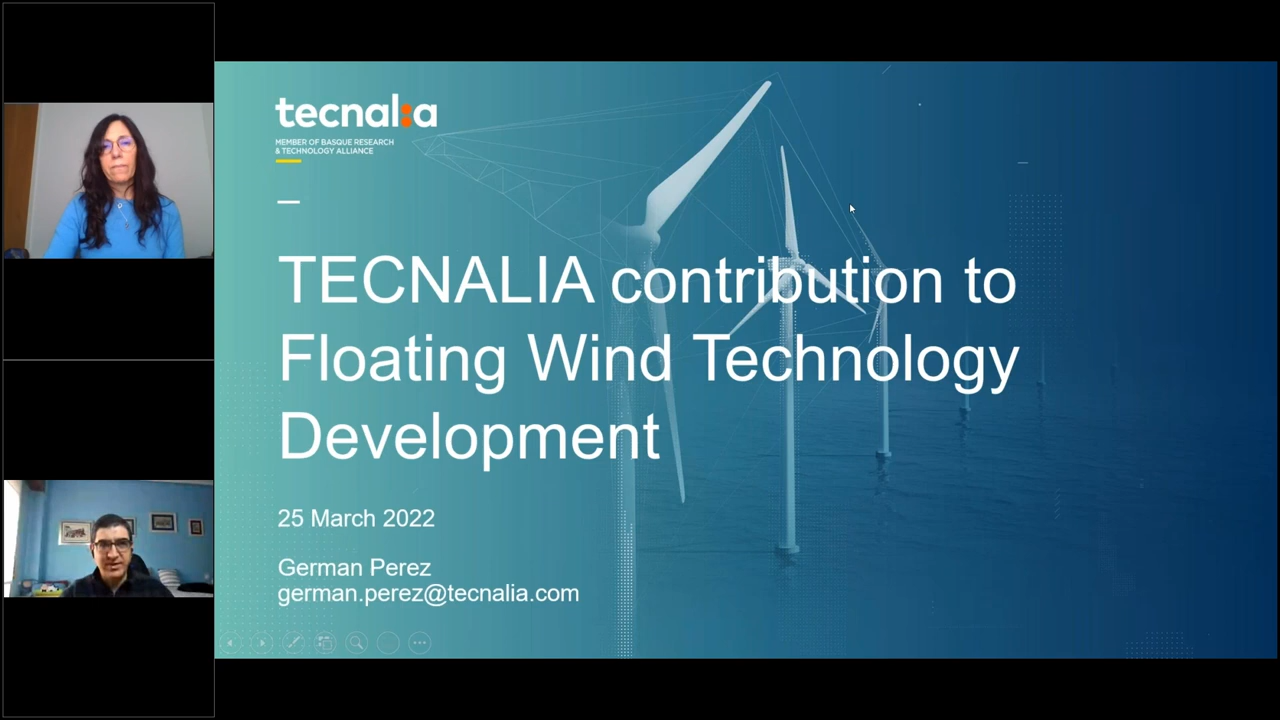 tecnalia
MEMBER OF BASQUE RESEARCH
& TECHNOLOGY ALLIANCE
TECNALIA contribution to
Floating Wind Technology
Development
25 March 2022
German Perez
german.perez@tecnalia.com